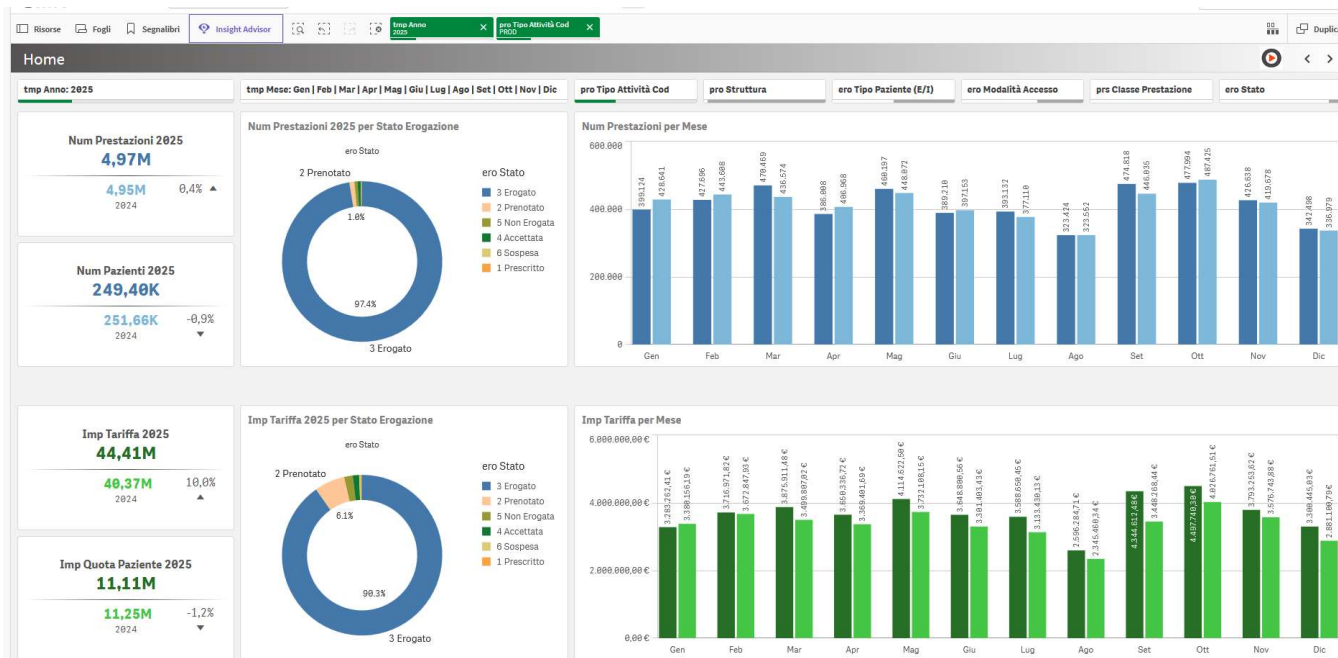 Risorse Fogli Segnalibri Insight Advisor tmp Anno 2025 pro Tipo Attività Cod PROD Duplica
Home
tmp Anno: 2025 tmp Mese: Gen | Feb | Mar | Apr | Mag | Giu | Lug | Ago | Set | Ott | Nov | Dic pro Tipo Attività Cod pro Struttura ero Tipo Paziente (E/I) ero Modalità Accesso prs Classe Prestazione ero Stato
Num Prestazioni 2025
4,97M
4,95M 0,4% ▲
2024
Num Pazienti 2025
249,40K
251,66K -0,9%
2024 ▼
Num Prestazioni 2025 per Stato Erogazione
ero Stato
2 Prenotato
1.0%
97.4%
3 Erogato
ero Stato
3 Erogato
2 Prenotato
5 Non Erogata
4 Accettata
6 Sospesa
1 Prescritto
Num Prestazioni per Mese
600.000
400.000
200.000
0
399.124 428.641 427.696 443.608 470.469 436.574 386.008 406.968 460.197 448.072 389.210 397.153 393.132 377.110 323.424 323.552 474.818 446.035 477.994 487.425 426.638 419.678 342.498 336.979
Gen Feb Mar Apr Mag Giu Lug Ago Set Ott Nov Dic
Imp Tariffa 2025
44,41M
40,37M 10,0%
2024 ▲
Imp Quota Paziente 2025
11,11M
11,25M -1,2%
2024 ▼
Imp Tariffa 2025 per Stato Erogazione
ero Stato
2 Prenotato
6.1%
90.3%
3 Erogato
ero Stato
3 Erogato
2 Prenotato
5 Non Erogata
4 Accettata
6 Sospesa
1 Prescritto
Imp Tariffa per Mese
6.000.000,00 €
4.000.000,00 €
2.000.000,00 €
0,00 €
3.283.262,41 € 3.380.156,19 € 3.716.971,82 € 3.672.847,93 € 3.875.911,48 € 3.499.807,02 € 3.650.336,72 € 3.369.401,69 € 4.114.622,50 € 3.732.108,15 € 3.648.800,56 € 3.301.403,43 € 3.588.650,45 € 3.133.430,13 € 2.596.284,71 € 2.345.460,34 € 4.344.612,48 € 3.448.268,44 € 4.497.740,30 € 4.026.761,51 € 3.793.253,62 € 3.576.743,88 € 3.300.445,03 € 2.881.100,79 €
Gen Feb Mar Apr Mag Giu Lug Ago Set Ott Nov Dic